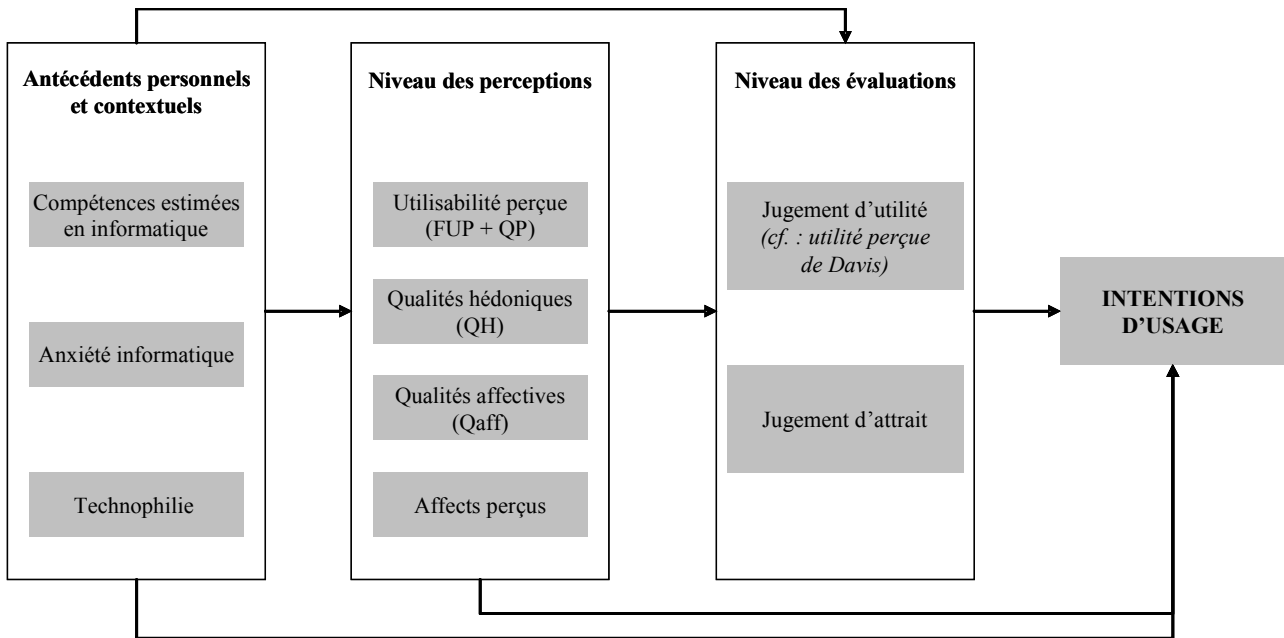 Antécédents personnels
et contextuels
Compétences estimées
en informatique
Anxiété informatique
Technophilie
Niveau des perceptions
Utilisabilité perçue
(FUP + QP)
Qualités hédoniques
(QH)
Qualités affectives
(Qaff)
Affects perçus
Niveau des évaluations
Jugement d’utilité
(cf. : utilité perçue
de Davis)
Jugement d’attrait
INTENTIONS
D’USAGE